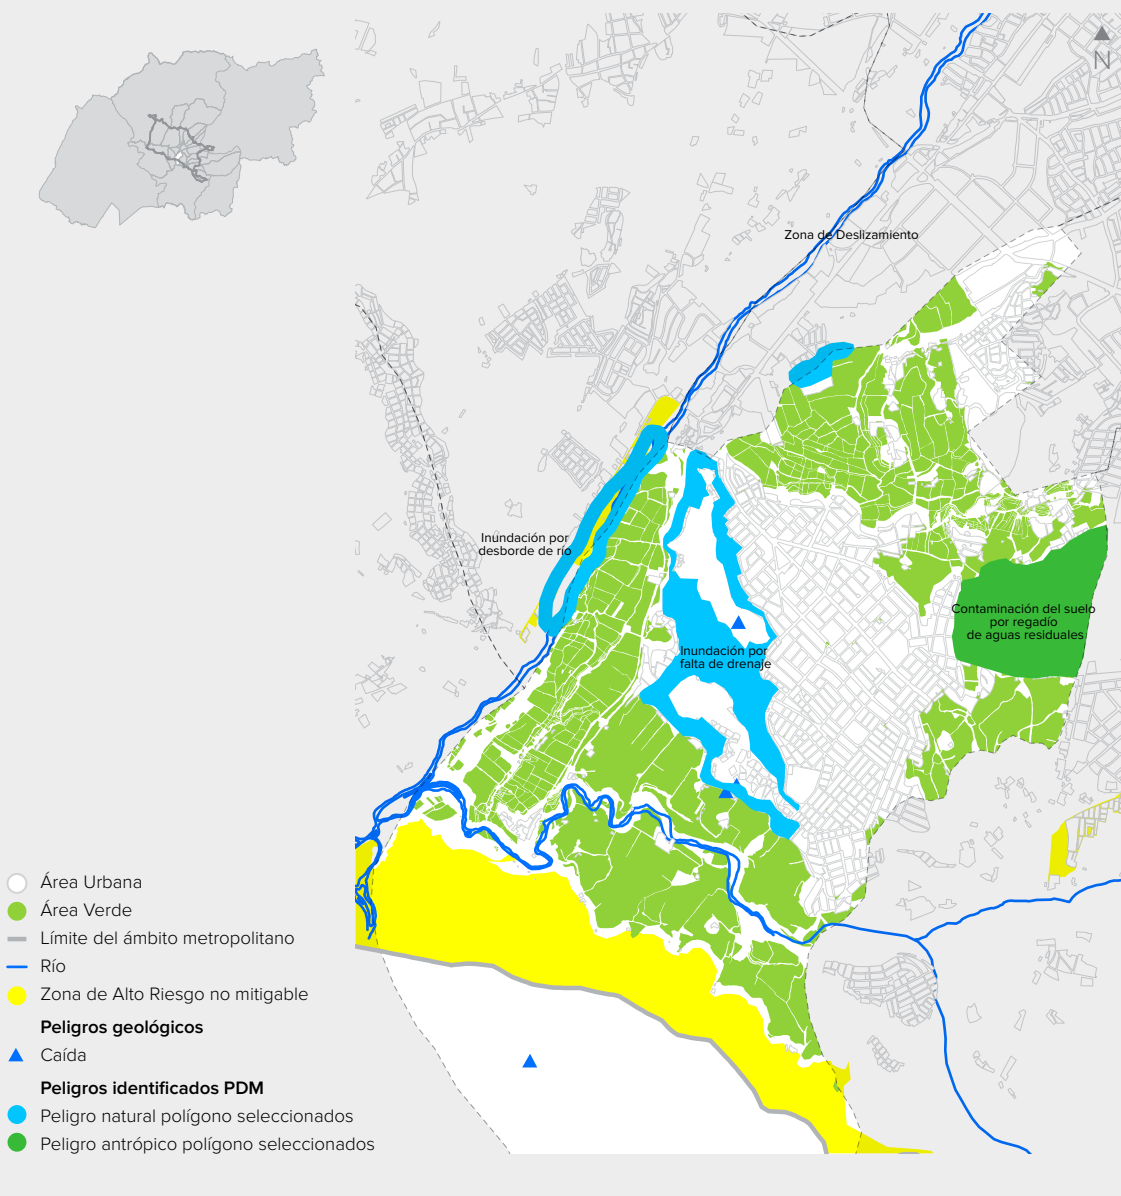 N
Zona de Deslizamiento
Inundación por
desborde de río
Contaminación del suelo
por regadío
de aguas residuales
Inundación por
falta de drenaje
Área Urbana
Área Verde
Límite del ámbito metropolitano
Río
Zona de Alto Riesgo no mitigable
Peligros geológicos
Caída
Peligros identificados PDM
Peligro natural polígono seleccionados
Peligro antrópico polígono seleccionados